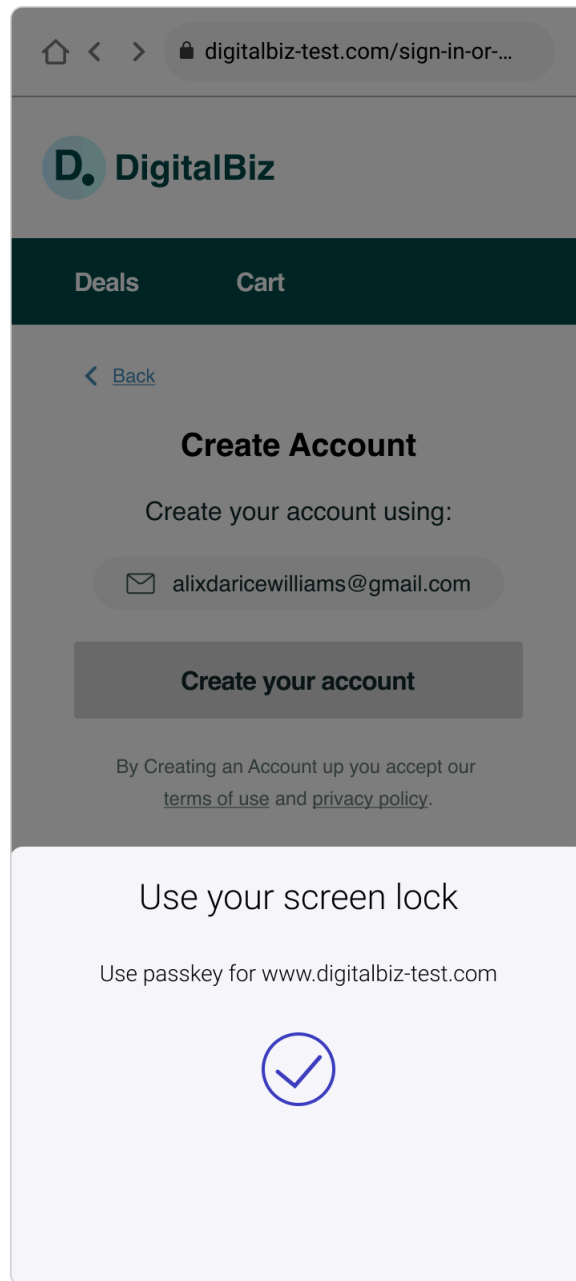 digitalbiz-test.com/sign-in-or-...
D. DigitalBiz
Deals Cart
Back
Create Account
Create your account using:
alixdaricewilliams@gmail.com
Create your account
By Creating an Account up you accept our
terms of use and privacy policy.
Use your screen lock
Use passkey for www.digitalbiz-test.com